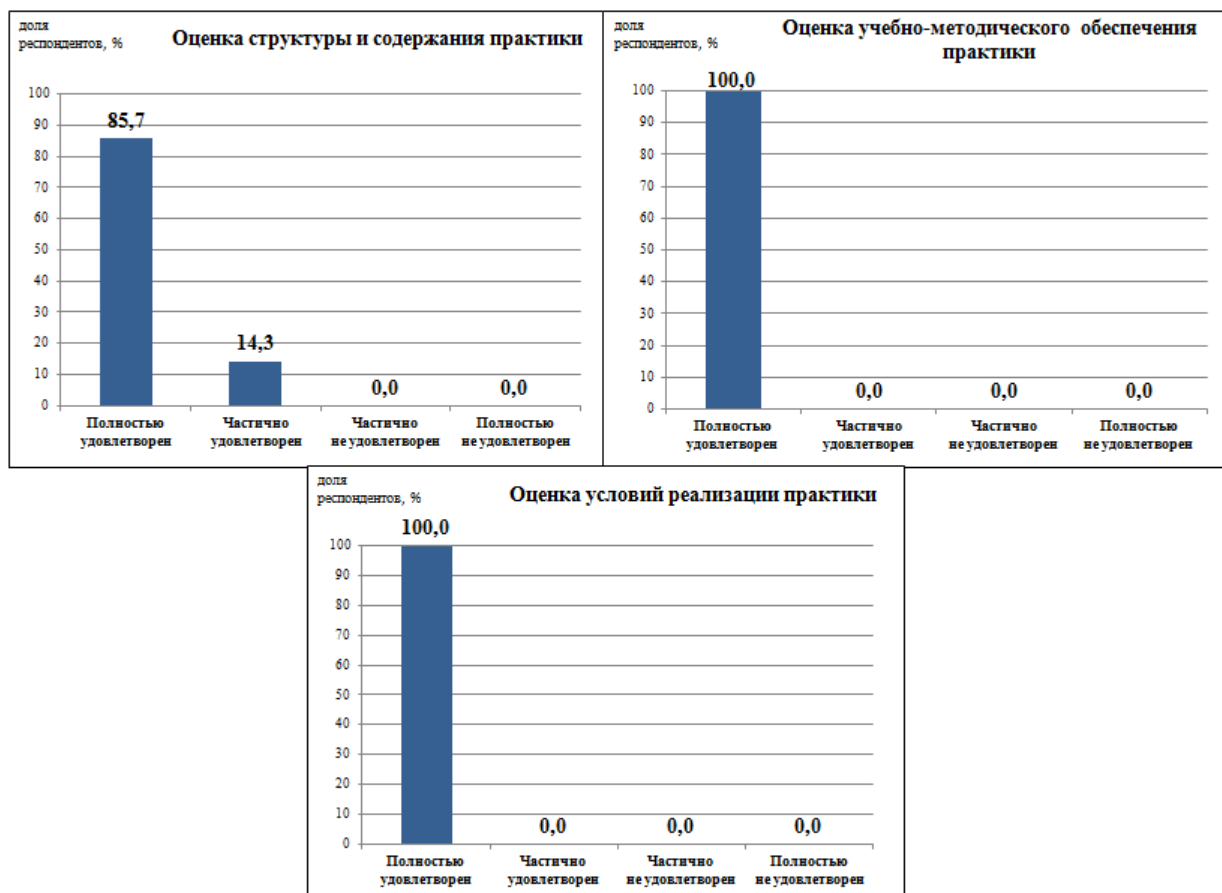 доля
респондентов, %
Оценка структуры и содержания практики
100
90
80
70
60
50
40
30
20
10
0
85,7
14,3
0,0
0,0
Полностью
удовлетворен
Частично
удовлетворен
Частично
не удовлетворен
Полностью
не удовлетворен
доля
респондентов, %
Оценка учебно-методического обеспечения
практики
100
90
80
70
60
50
40
30
20
10
0
100,0
0,0
0,0
0,0
Полностью
удовлетворен
Частично
удовлетворен
Частично
не удовлетворен
Полностью
не удовлетворен
доля
респондентов, %
Оценка условий реализации практики
100
90
80
70
60
50
40
30
20
10
0
100,0
0,0
0,0
0,0
Полностью
удовлетворен
Частично
удовлетворен
Частично
не удовлетворен
Полностью
не удовлетворен